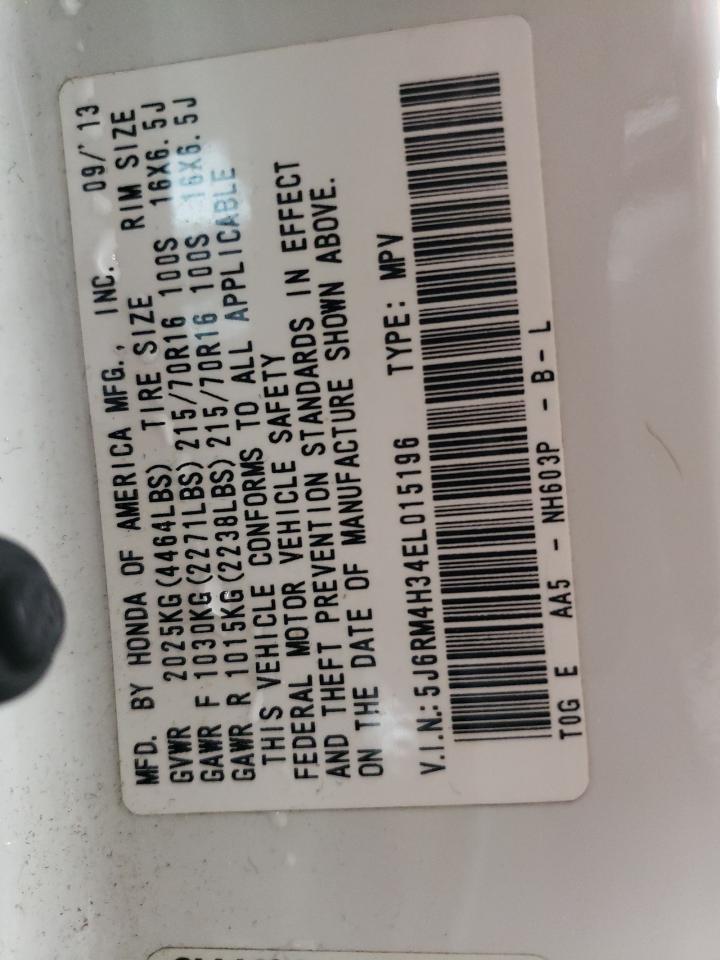 MFD. BY HONDA OF AMERICA MFG., INC. 09/'13
GVWR 2025KG(4464LBS) TIRE SIZE RIM SIZE
GAWR F 1030KG(2271LBS)215/70R16 100S 16X6.5J
GAWR R 1015KG(2238LBS)215/70R16 100S 16X6.5J
THIS VEHICLE CONFORMS TO ALL APPLICABLE
FEDERAL MOTOR VEHICLE SAFETY
AND THEFT PREVENTION STANDARDS IN EFFECT
ON THE DATE OF MANUFACTURE SHOWN ABOVE.
V.I.N.:5J6RM4H34EL015196 TYPE: MPV
T0G E AA5 - NH603P - B- L